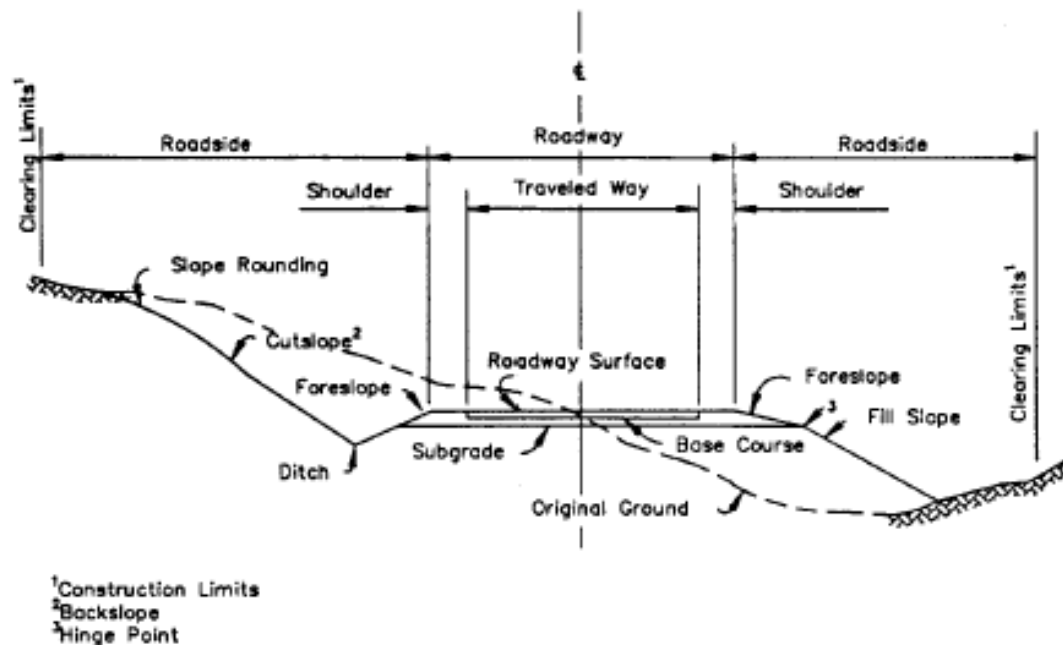 ℄
Clearing Limits¹
Roadside
Roadway
Roadside
Shoulder
Traveled Way
Shoulder
Slope Rounding
Clearing Limits¹
Cutslope²
Roadway Surface
Foreslope
Foreslope
3
Fill Slope
Subgrade
Base Course
Ditch
Original Ground
¹Construction Limits
²Backslope
³Hinge Point